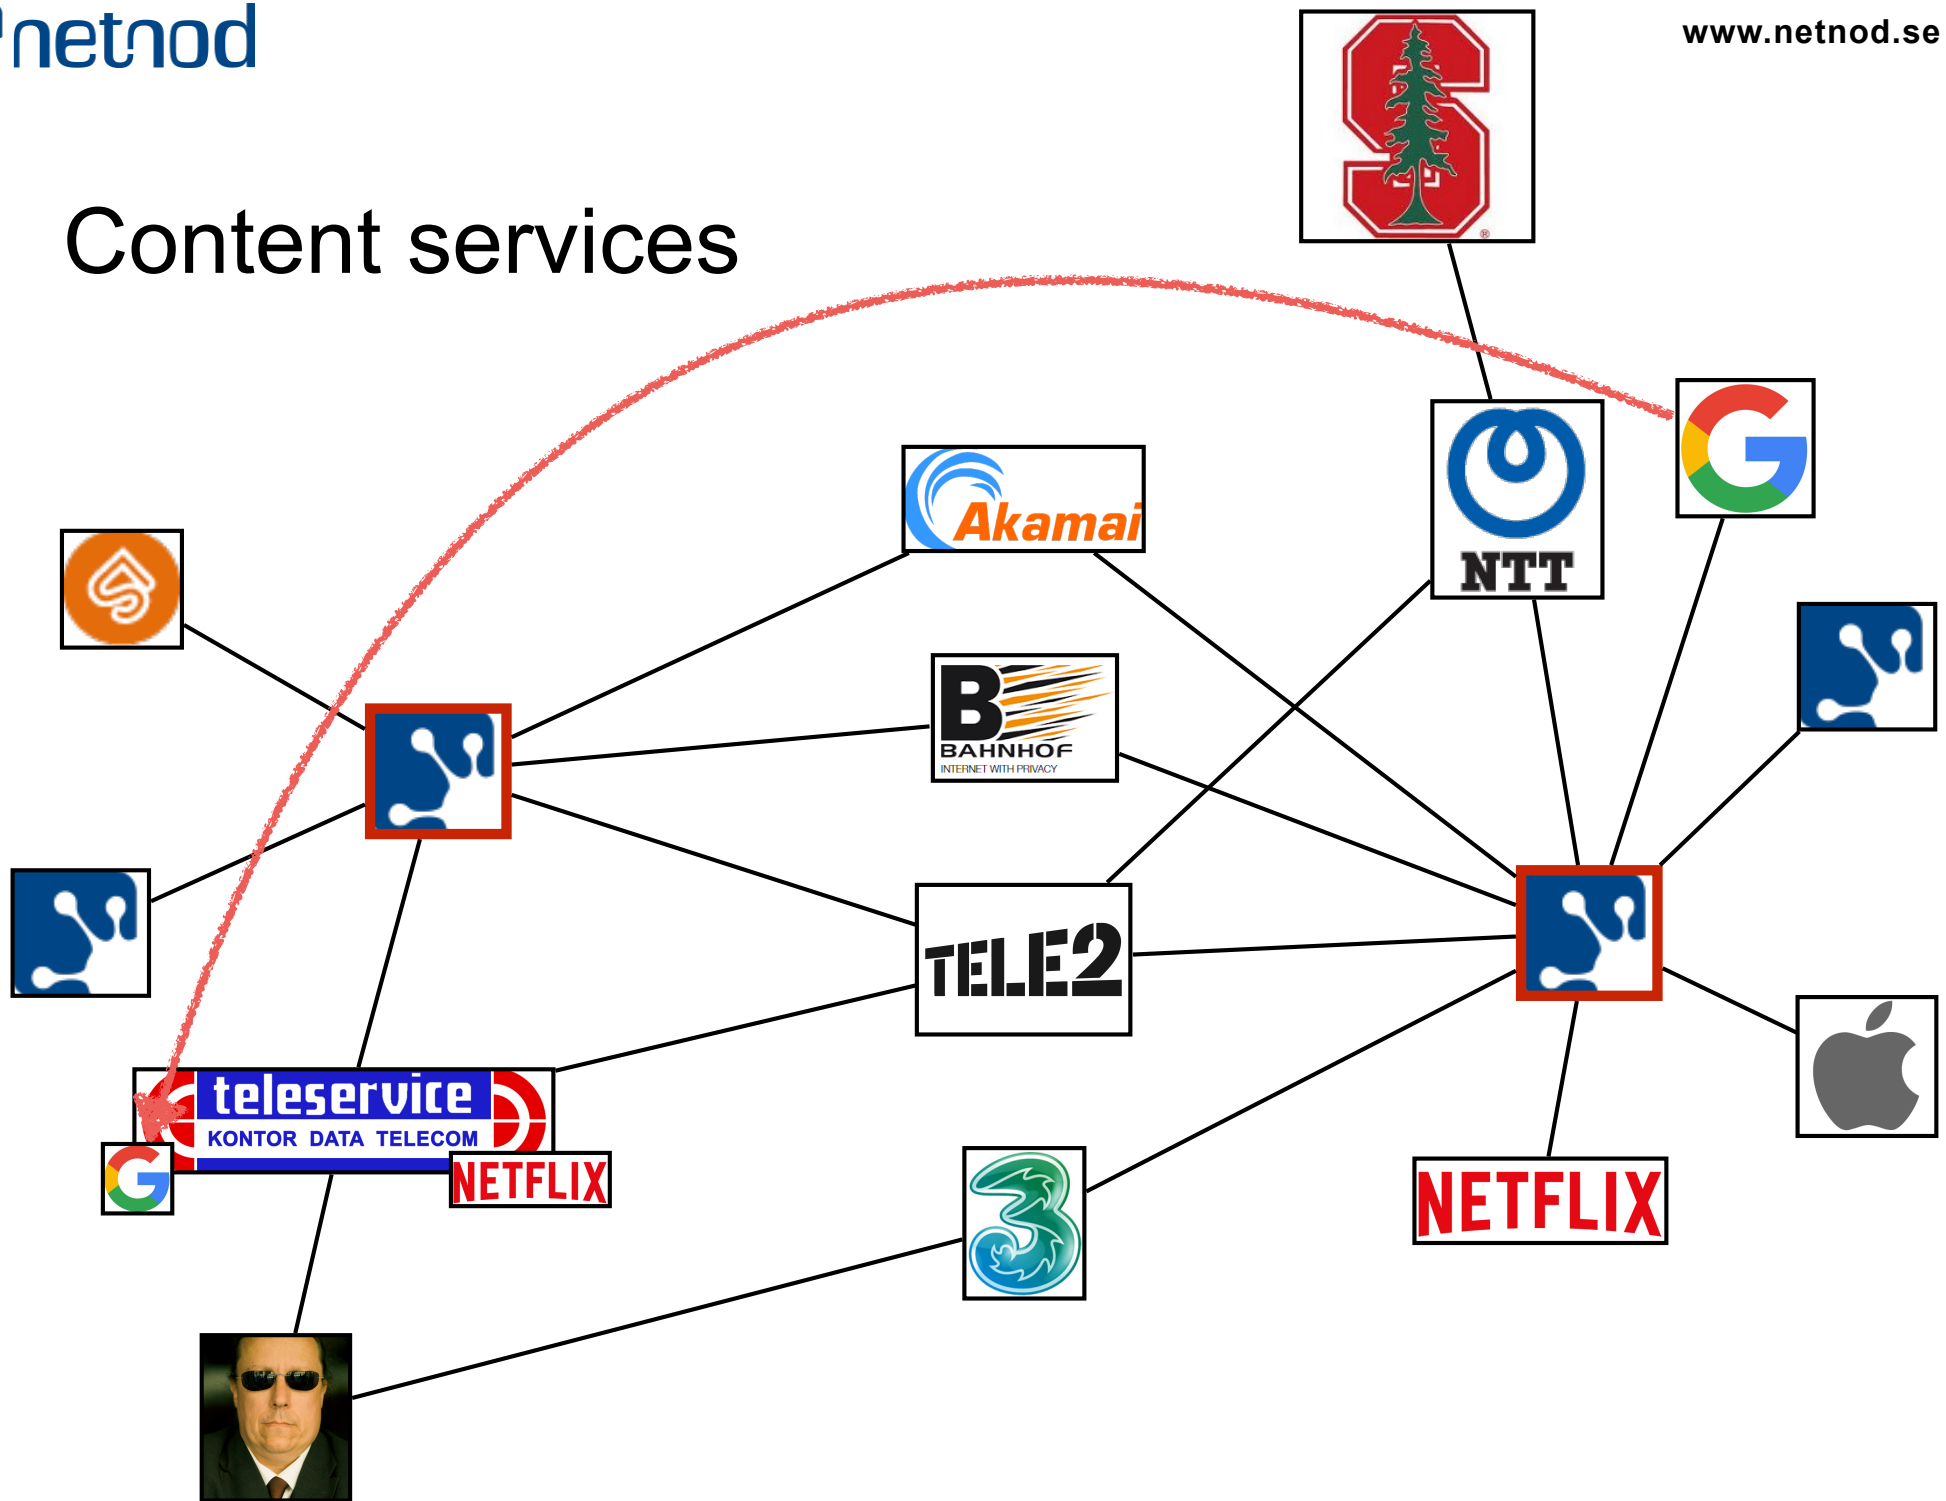 netnod
www.netnod.se
Content services
Akamai
NTT
B
BAHNHOF
INTERNET WITH PRIVACY
TELE2
teleservice
KONTOR DATA TELECOM
NETFLIX
3
NETFLIX